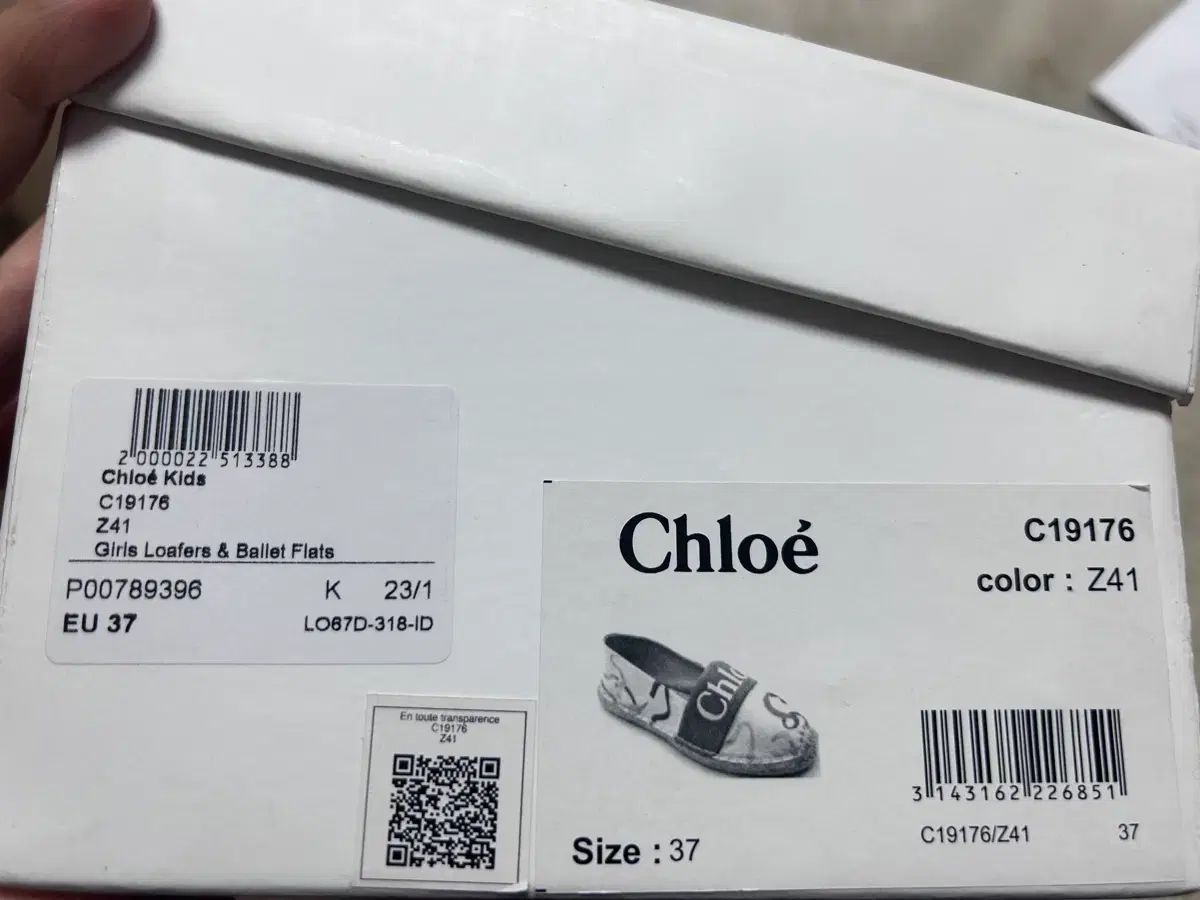 2 000022 513388
Chloé Kids
C19176
Z41
Girls Loafers & Ballet Flats
P00789396 K 23/1
EU 37 LO67D-318-ID
En toute transparence
C19176
Z41
Chloé
C19176
color : Z41
Chlo
3 143162 226851
C19176/Z41 37
Size : 37